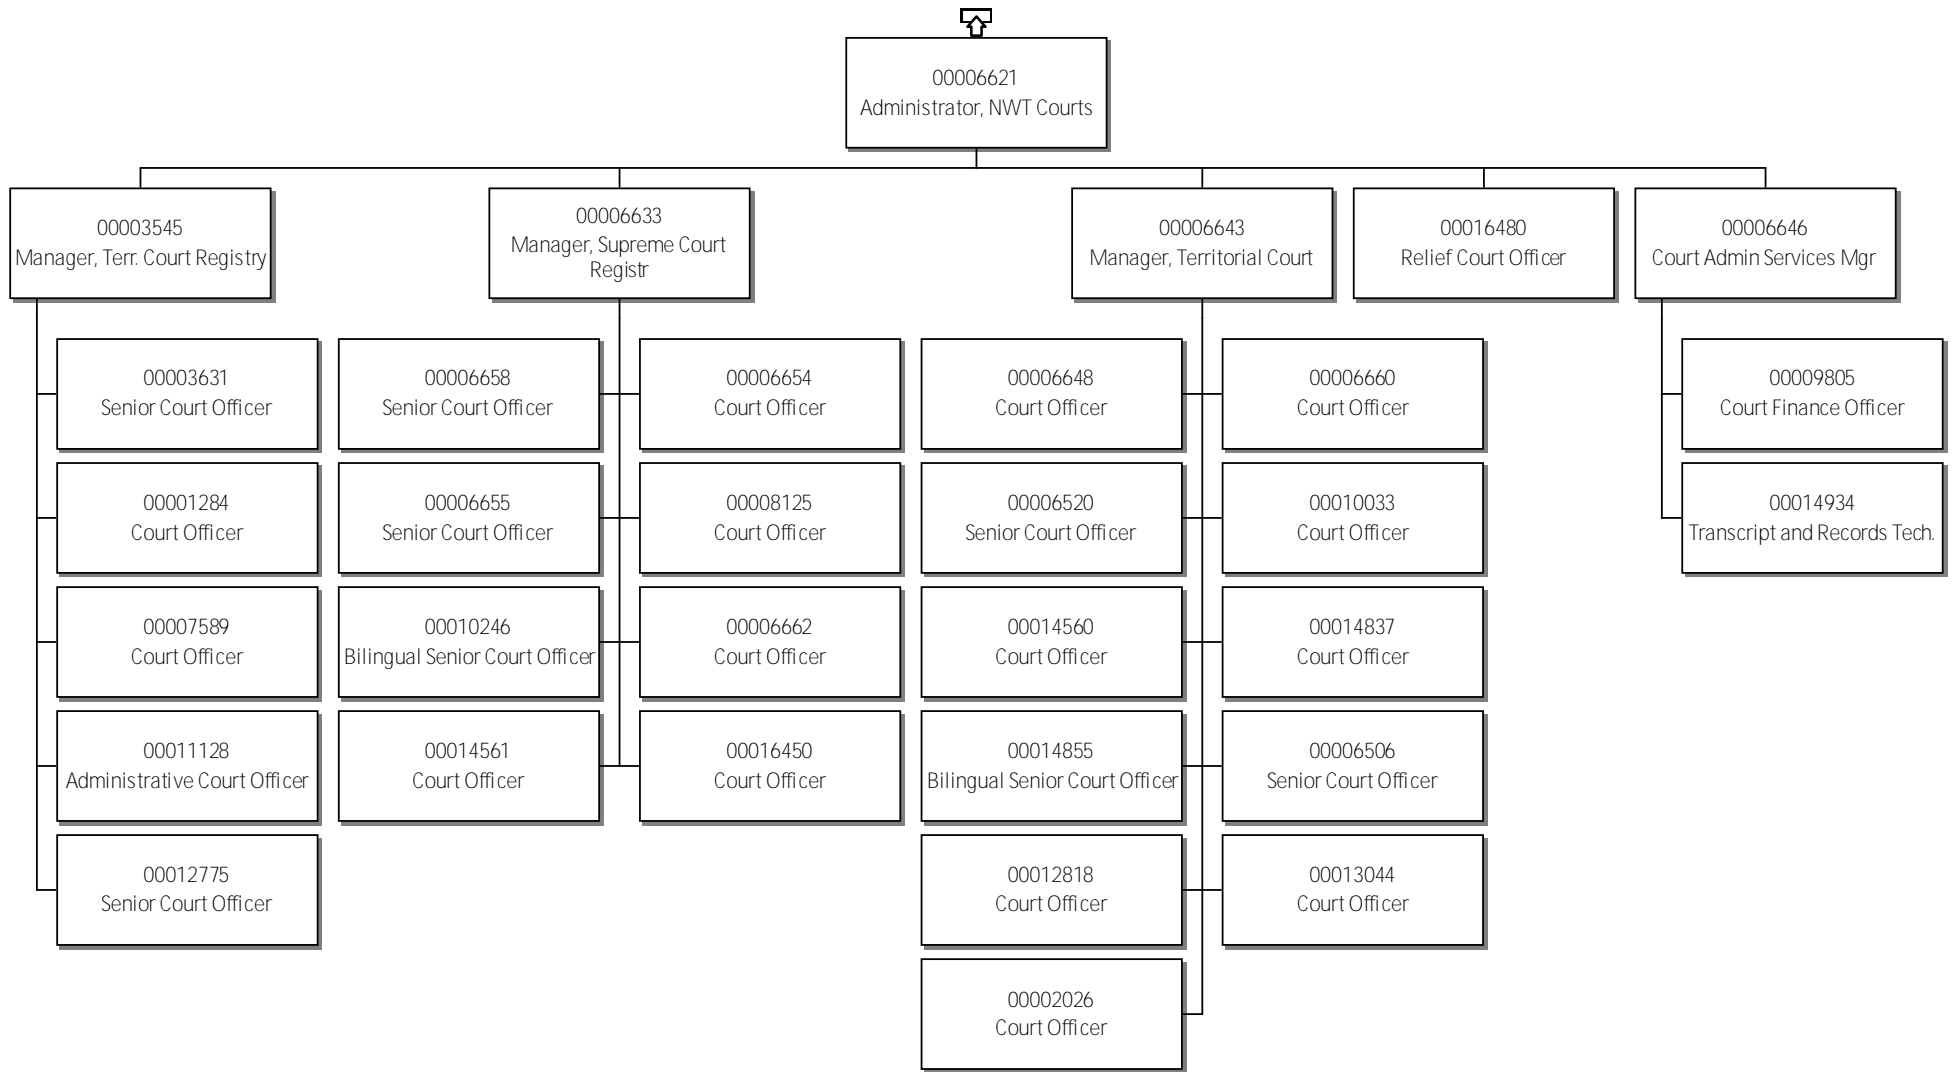 00006621
Administrator, NWT Courts
00003545
Manager, Terr. Court Registry
00006633
Manager, Supreme Court
Registr
00006643
Manager, Territorial Court
00016480
Relief Court Officer
00006646
Court Admin Services Mgr
00003631
Senior Court Officer
00001284
Court Officer
00007589
Court Officer
00011128
Administrative Court Officer
00012775
Senior Court Officer
00006658
Senior Court Officer
00006654
Court Officer
00006655
Senior Court Officer
00008125
Court Officer
00010246
Bilingual Senior Court Officer
00006662
Court Officer
00014561
Court Officer
00016450
Court Officer
00006648
Court Officer
00006660
Court Officer
00006520
Senior Court Officer
00010033
Court Officer
00014560
Court Officer
00014837
Court Officer
00014855
Bilingual Senior Court Officer
00006506
Senior Court Officer
00012818
Court Officer
00013044
Court Officer
00002026
Court Officer
00009805
Court Finance Officer
00014934
Transcript and Records Tech.